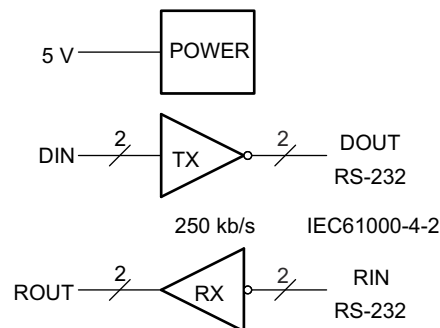 5 V
POWER
DIN 2 TX 2 DOUT
RS-232
250 kb/s IEC61000-4-2
ROUT 2 RX 2 RIN
RS-232